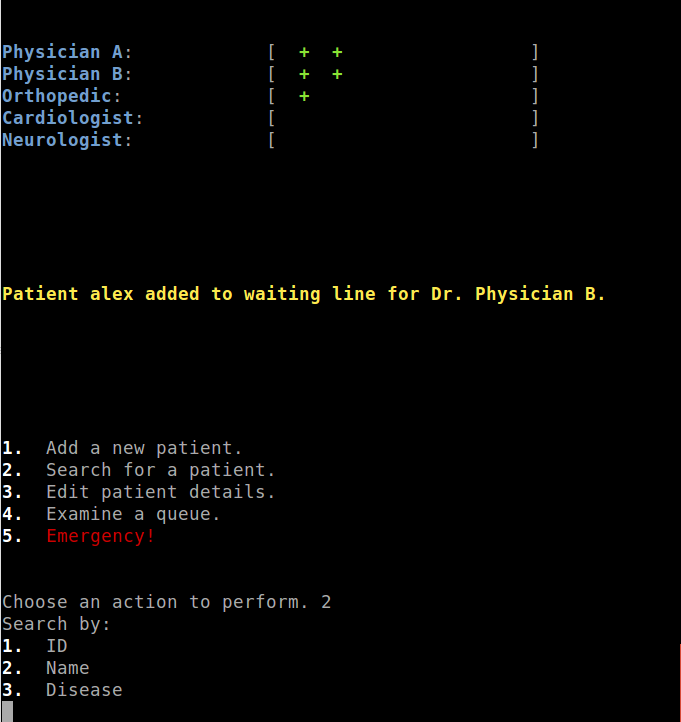 Physician A: [ + + ]
Physician B: [ + + ]
Orthopedic: [ + ]
Cardiologist: [ ]
Neurologist: [ ]
Patient alex added to waiting line for Dr. Physician B.
1. Add a new patient.
2. Search for a patient.
3. Edit patient details.
4. Examine a queue.
5. Emergency!
Choose an action to perform. 2
Search by:
1. ID
2. Name
3. Disease